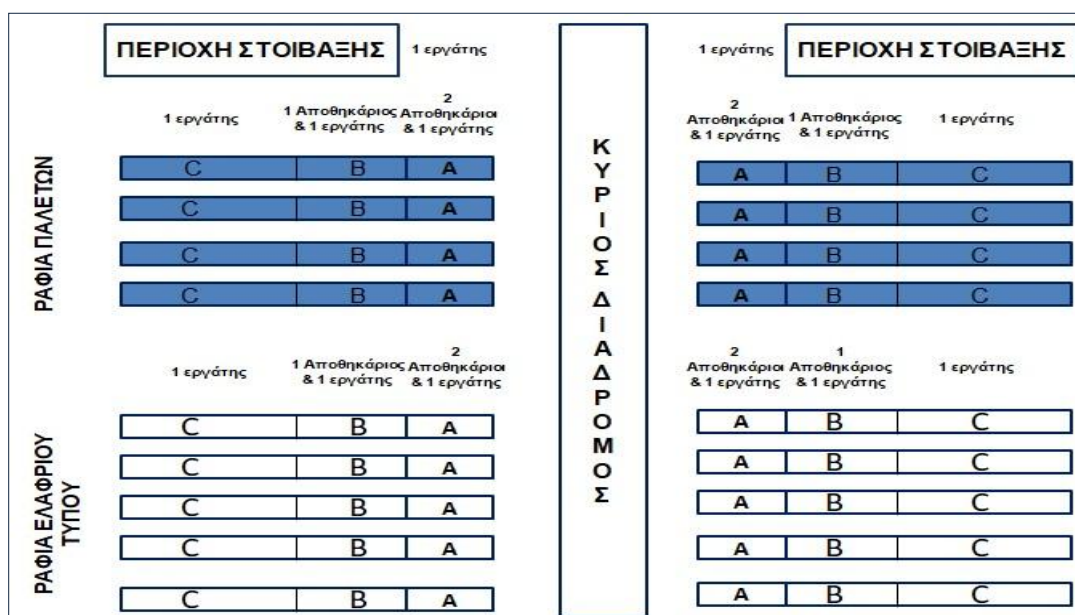 ΠΕΡΙΟΧΗ ΣΤΟΙΒΑΞΗΣ
1 εργάτης
1 εργάτης
ΠΕΡΙΟΧΗ ΣΤΟΙΒΑΞΗΣ
1 εργάτης
1 Αποθηκάριος
& 1 εργάτης
2
Αποθηκάριοι
& 1 εργάτης
2
Αποθηκάριοι
& 1 εργάτης
1 Αποθηκάριος
& 1 εργάτης
1 εργάτης
ΡΑΦΙΑ ΠΑΛΕΤΩΝ
C B A
C B A
C B A
C B A
ΚΥΡΙΟΣ ΔΙΑΔΡΟΜΟΣ
A B C
A B C
A B C
A B C
1 εργάτης
1 Αποθηκάριος
& 1 εργάτης
2
Αποθηκάριοι
& 1 εργάτης
2
Αποθηκάριοι
& 1 εργάτης
1
Αποθηκάριος
& 1 εργάτης
1 εργάτης
ΡΑΦΙΑ ΕΛΑΦΡΙΟΥ
ΤΥΠΟΥ
C B A
C B A
C B A
C B A
C B A
A B C
A B C
A B C
A B C
A B C